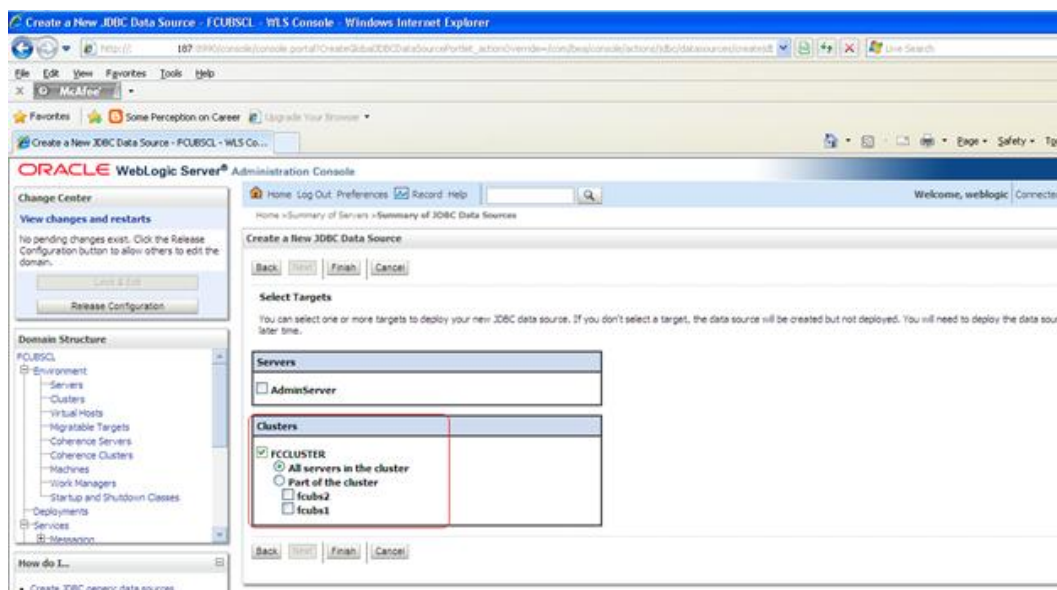 Create a New JDBC Data Source - FCUBSCL - WLS Console - Windows Internet Explorer
Live Search
File Edit View Favorites Tools Help
X McAfee
Favorites Some Perception on Career Upgrade Your Browser
Create a New JDBC Data Source - FCUBSCL - WLS Co...
Page Safety
ORACLE WebLogic Server® Administration Console
Change Center
View changes and restarts
No pending changes exist. Click the Release
Configuration button to allow others to edit the
domain.
Lock & Edit
Release Configuration
Domain Structure
FCUBSCL
Environment
Servers
Clusters
Virtual Hosts
Migratable Targets
Coherence Servers
Coherence Clusters
Machines
Work Managers
Startup and Shutdown Classes
Deployments
Services
Messaging
How do I...
Create JDBC generic data sources
Home Log Out Preferences Record Help
Welcome, weblogic
Home >Summary of Servers >Summary of JDBC Data Sources
Create a New JDBC Data Source
Back Next Finish Cancel
Select Targets
You can select one or more targets to deploy your new JDBC data source. If you don't select a target, the data source will be created but not deployed. You will need to deploy the data
later time.
Servers
AdminServer
Clusters
FCCLUSTER
All servers in the cluster
Part of the cluster
fcubs2
fcubs1
Back Next Finish Cancel